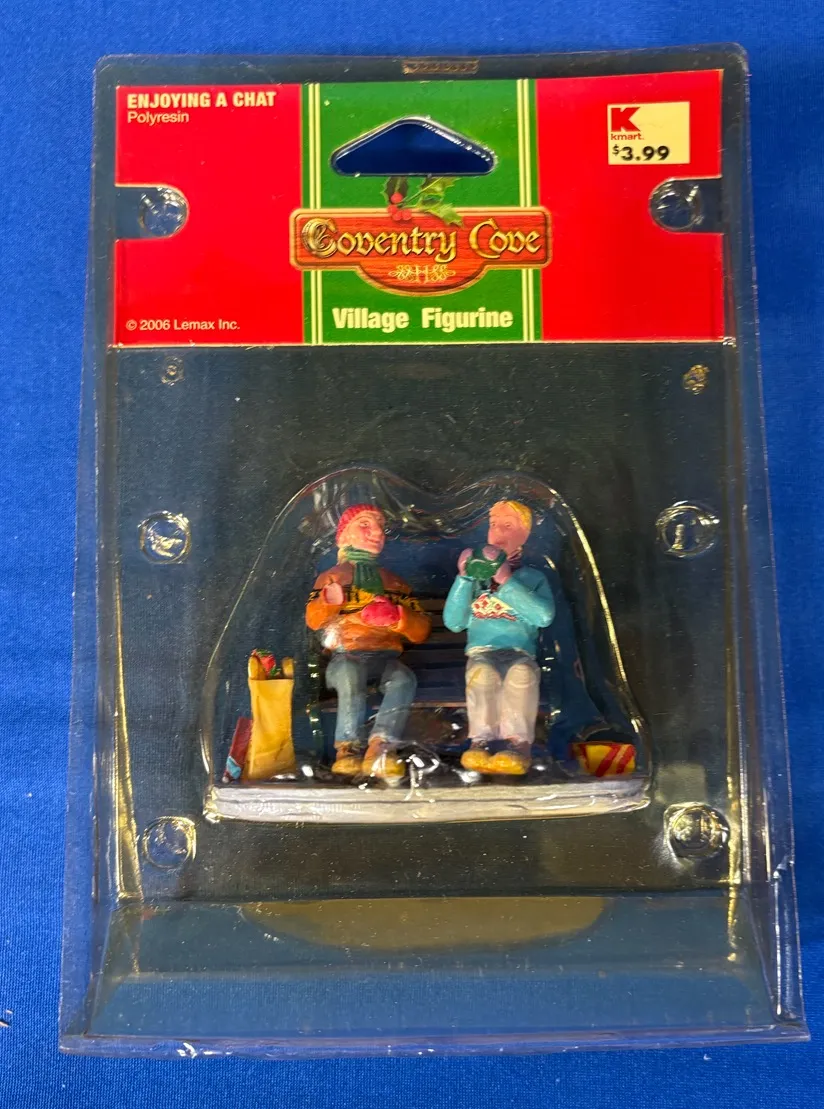 ENJOYING A CHAT
Polyresin
K
kmart.
$3.99
Coventry Cove
Village Figurine
© 2006 Lemax Inc.